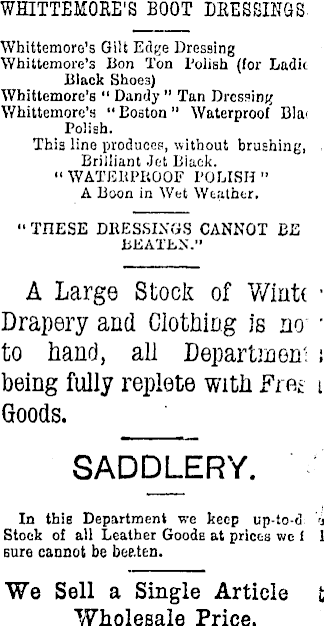 WHITTEMORE'S BOOT DRESSINGS
Whittemore's Gilt Edge Dressing
Whittemore's Bon Ton Polish (for Ladi
Black Shoes)
Whittemore's "Dandy" Tan Dressing
Whittemore's "Boston" Waterproof Bla
Polish.
This line produces, without brushing,
Brilliant Jet Black.
"WATERPROOF POLISH"
A Boon in Wet Weather.
"THESE DRESSINGS CANNOT BE
BEATEN."
A Large Stock of Winte
Drapery and Clothing is no
to hand, all Department
being fully replete with Fres
Goods.
SADDLERY.
In this Department we keep up-to-d
Stock of all Leather Goods at prices we f
sure cannot be beaten.
We Sell a Single Article
Wholesale Price.